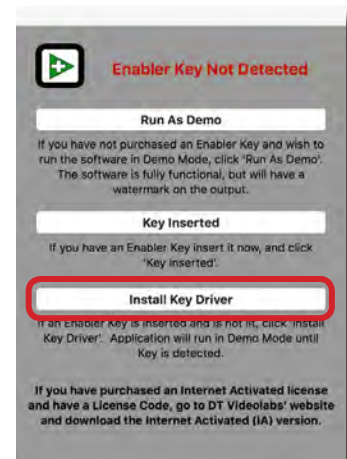 Enabler Key Not Detected
Run As Demo
If you have not purchased an Enabler Key and wish to
run the software in Demo Mode, click 'Run As Demo'.
The software is fully functional, but will have a
watermark on the output.
Key Inserted
If you have an Enabler Key insert it now, and click
'Key Inserted'.
Install Key Driver
If an Enabler Key is inserted and is not lit, click 'Install
Key Driver'. Application will run in Demo Mode until
Key is detected.
If you have purchased an Internet Activated license
and have a License Code, go to DT Videolabs' website
and download the Internet Activated (IA) version.